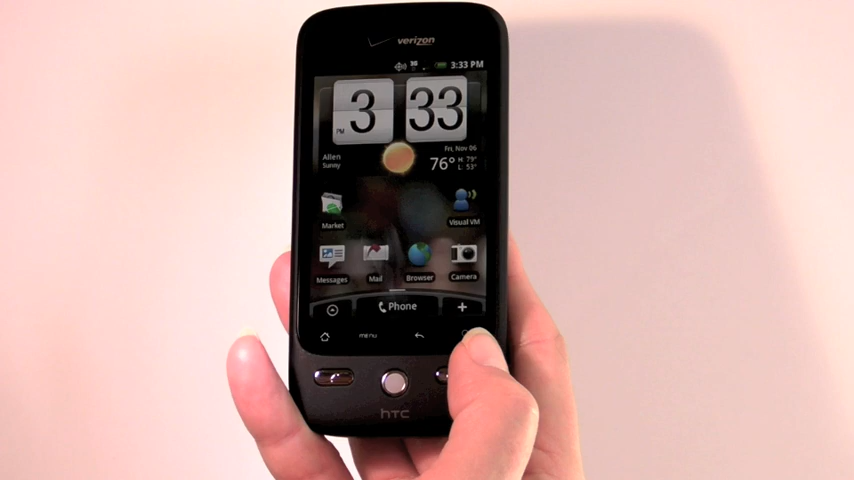 verizon
3G 3:33 PM
3 33
PM
Allen
Sunny
Fri, Nov 06
76° H: 79°
L: 53°
Market
Visual VM
Messages
Mail
Browser
Camera
Phone
menu
hTC